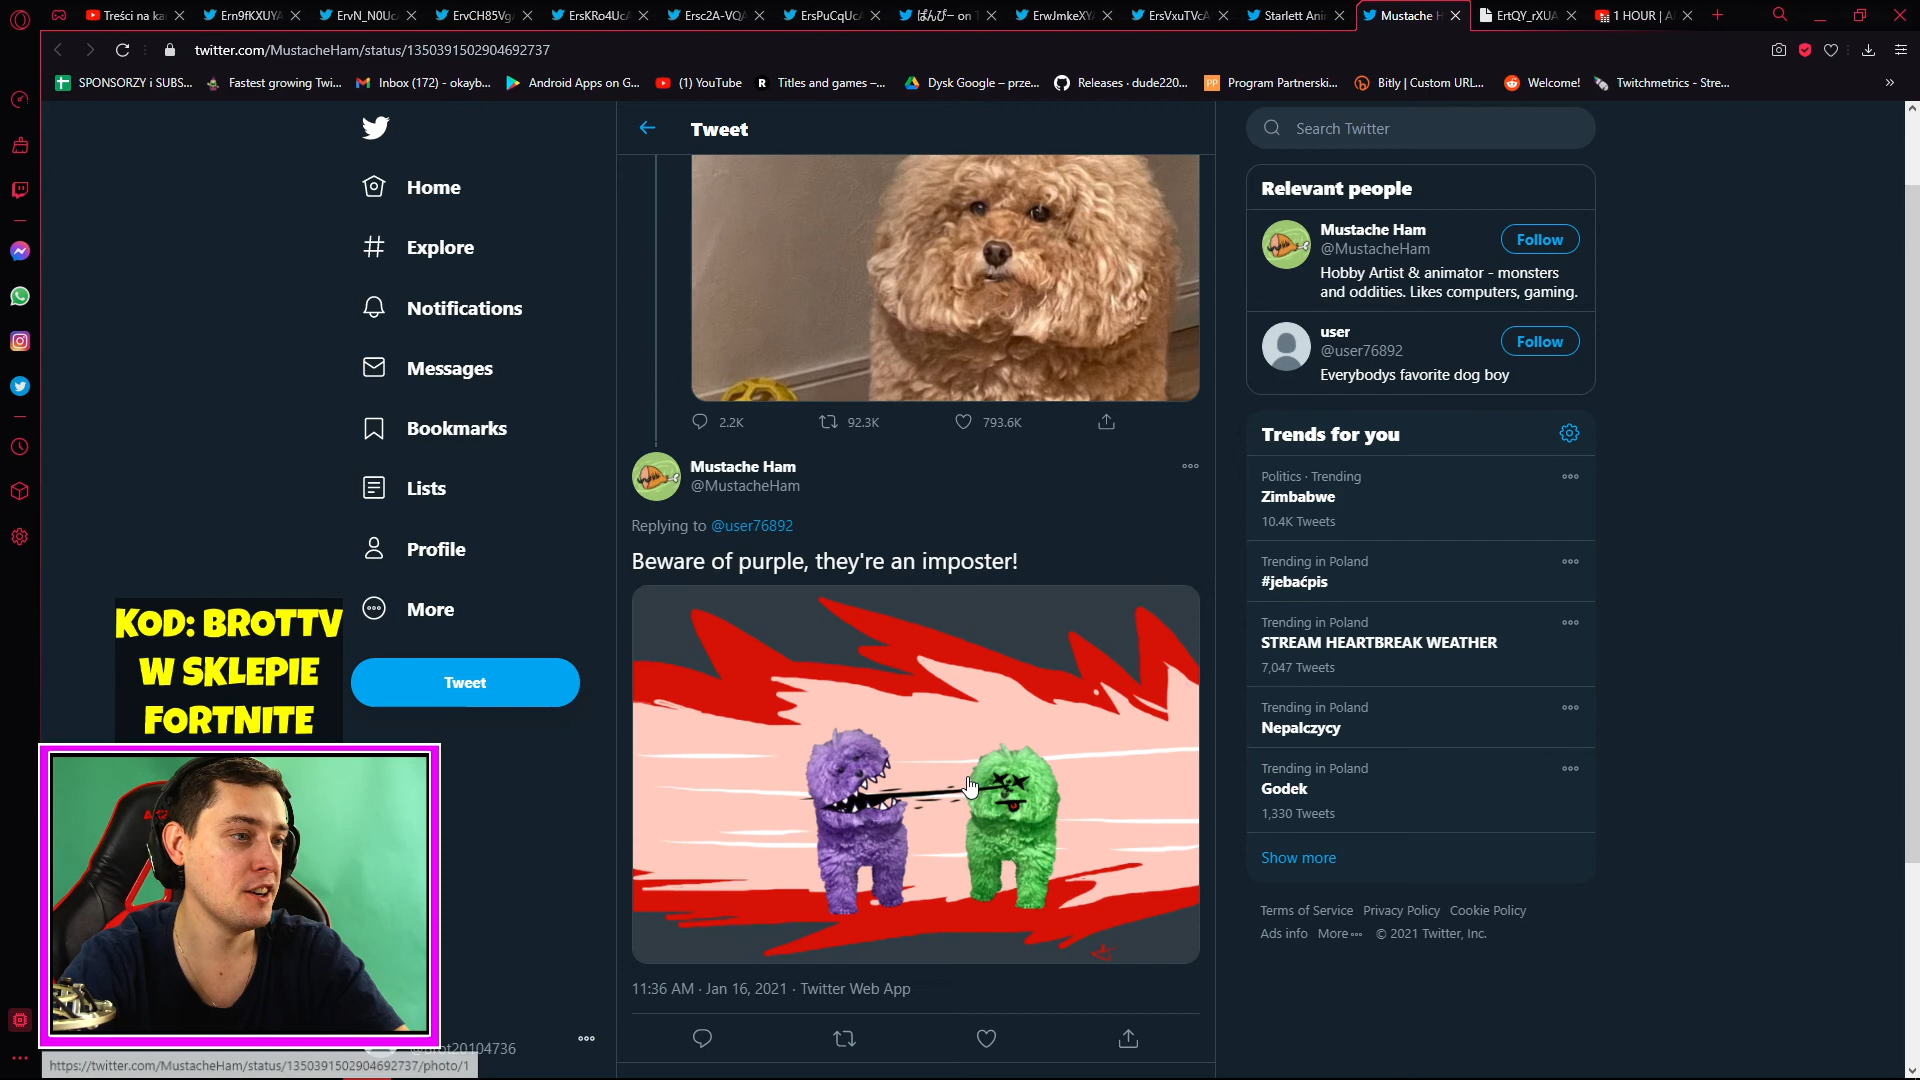 Treści na ka
Ern9fKXUYA
ErvN_N0Uc
ErvCH85Vg
ErsKRo4Uc
Ersc2A-VQA
ErsPuCqUc
ぱんぴー on T
ErwJmkeXY
ErsVxuTVcA
Starlett Ani
Mustache H
ErtQY_rXUA
1 HOUR | A
twitter.com/MustacheHam/status/1350391502904692737
SPONSORZY i SUBS...
Fastest growing Twi...
Inbox (172) - okayb...
Android Apps on G...
(1) YouTube
Titles and games –...
Dysk Google – prze...
Releases · dude220...
Program Partnerski...
Bitly | Custom URL...
Welcome!
Twitchmetrics - Stre...
Home
Explore
Notifications
Messages
Bookmarks
Lists
Profile
More
Tweet
KOD: BROTTV
W SKLEPIE
FORTNITE
https://twitter.com/MustacheHam/status/1350391502904692737/photo/1
Tweet
2.2K
92.3K
793.6K
Mustache Ham
@MustacheHam
Replying to @user76892
Beware of purple, they're an imposter!
11:36 AM · Jan 16, 2021 · Twitter Web App
Search Twitter
Relevant people
Mustache Ham
@MustacheHam
Follow
Hobby Artist & animator - monsters
and oddities. Likes computers, gaming.
user
@user76892
Follow
Everybodys favorite dog boy
Trends for you
Politics · Trending
Zimbabwe
10.4K Tweets
Trending in Poland
#jebaćpis
Trending in Poland
STREAM HEARTBREAK WEATHER
7,047 Tweets
Trending in Poland
Nepalczycy
Trending in Poland
Godek
1,330 Tweets
Show more
Terms of Service Privacy Policy Cookie Policy
Ads info More ··· © 2021 Twitter, Inc.